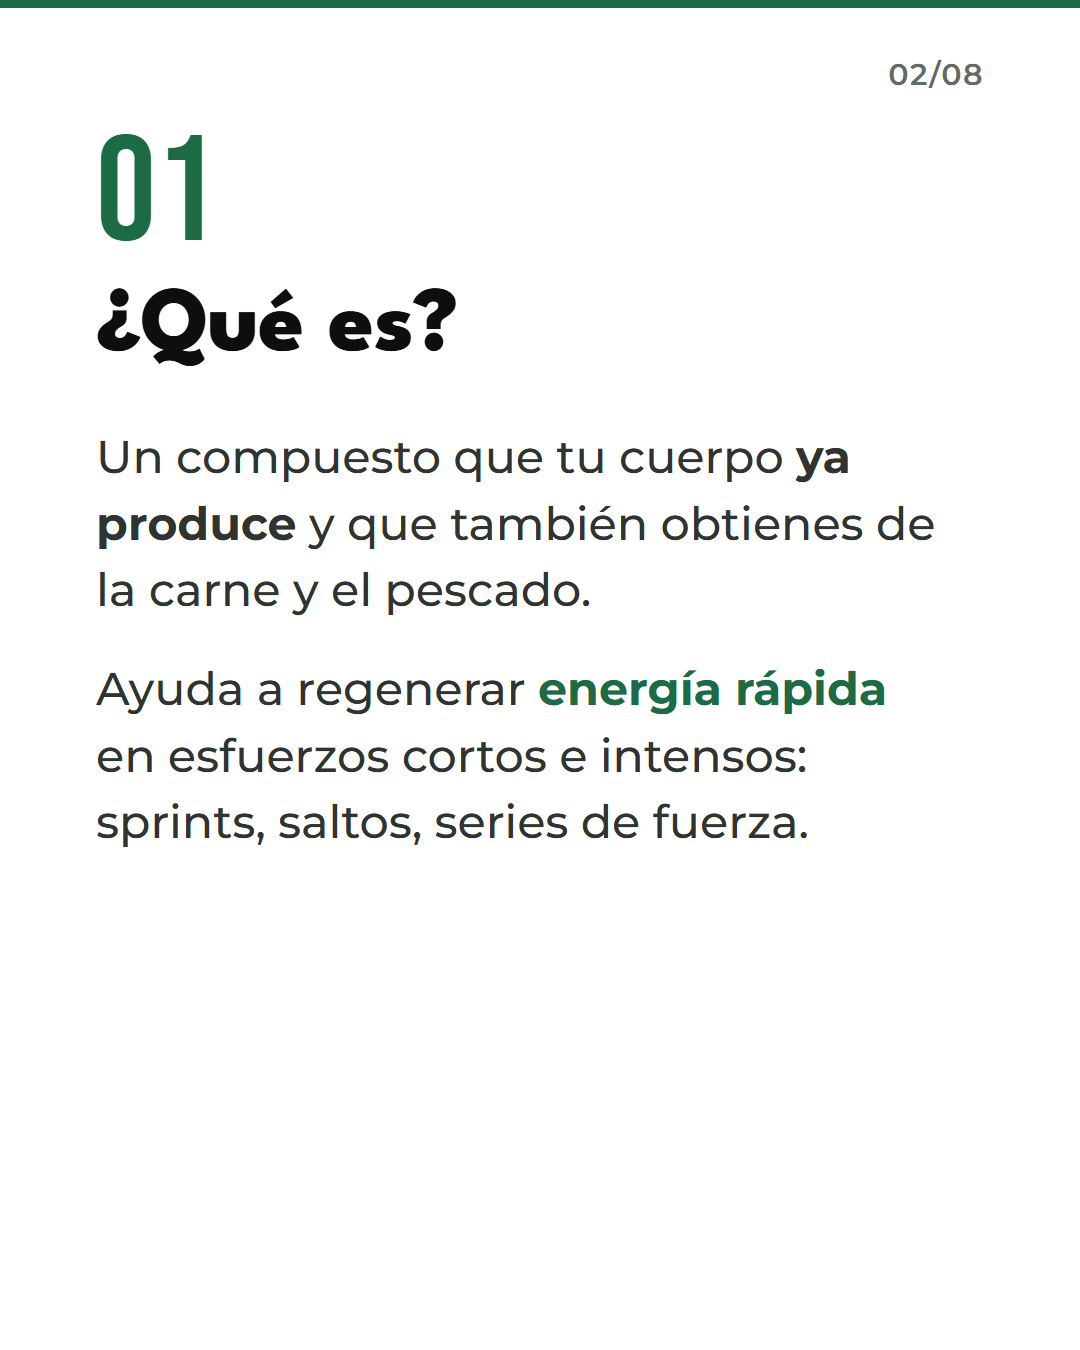 02/08
01
¿Qué es?
Un compuesto que tu cuerpo ya
produce y que también obtienes de
la carne y el pescado.
Ayuda a regenerar energía rápida
en esfuerzos cortos e intensos:
sprints, saltos, series de fuerza.